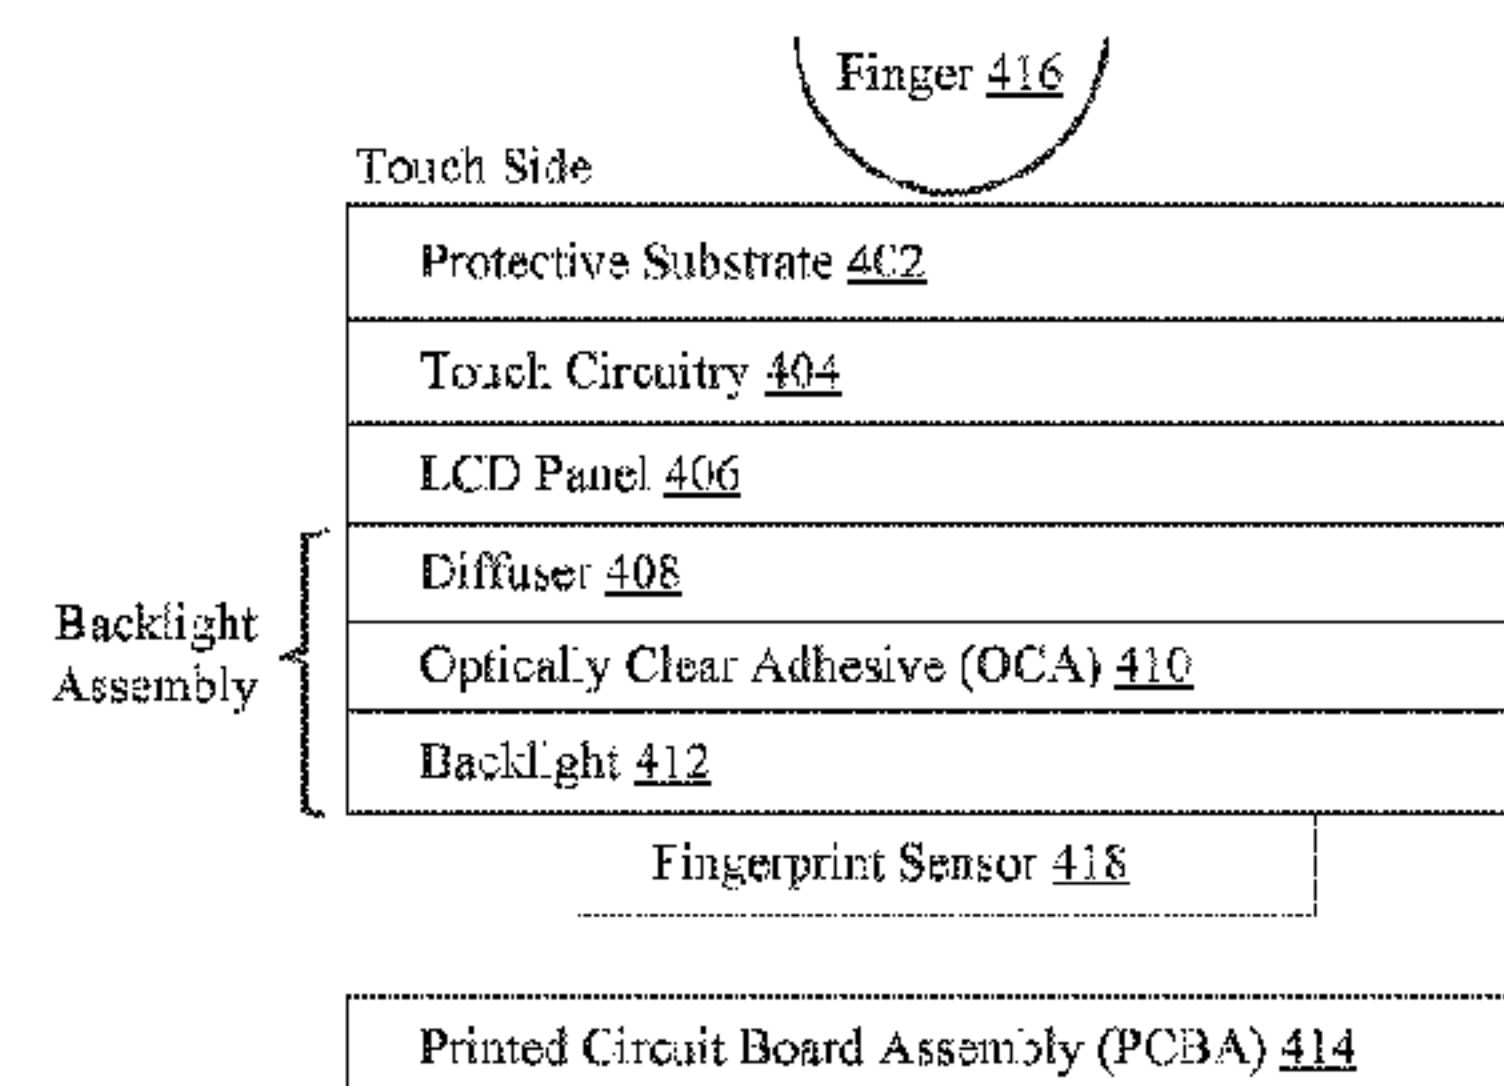 Finger 416
Touch Side
Protective Substrate 402
Touch Circuitry 404
LCD Panel 406
Diffuser 408
Backlight
Assembly
Optically Clear Adhesive (OCA) 410
Backlight 412
Fingerprint Sensor 418
Printed Circuit Board Assembly (PCBA) 414